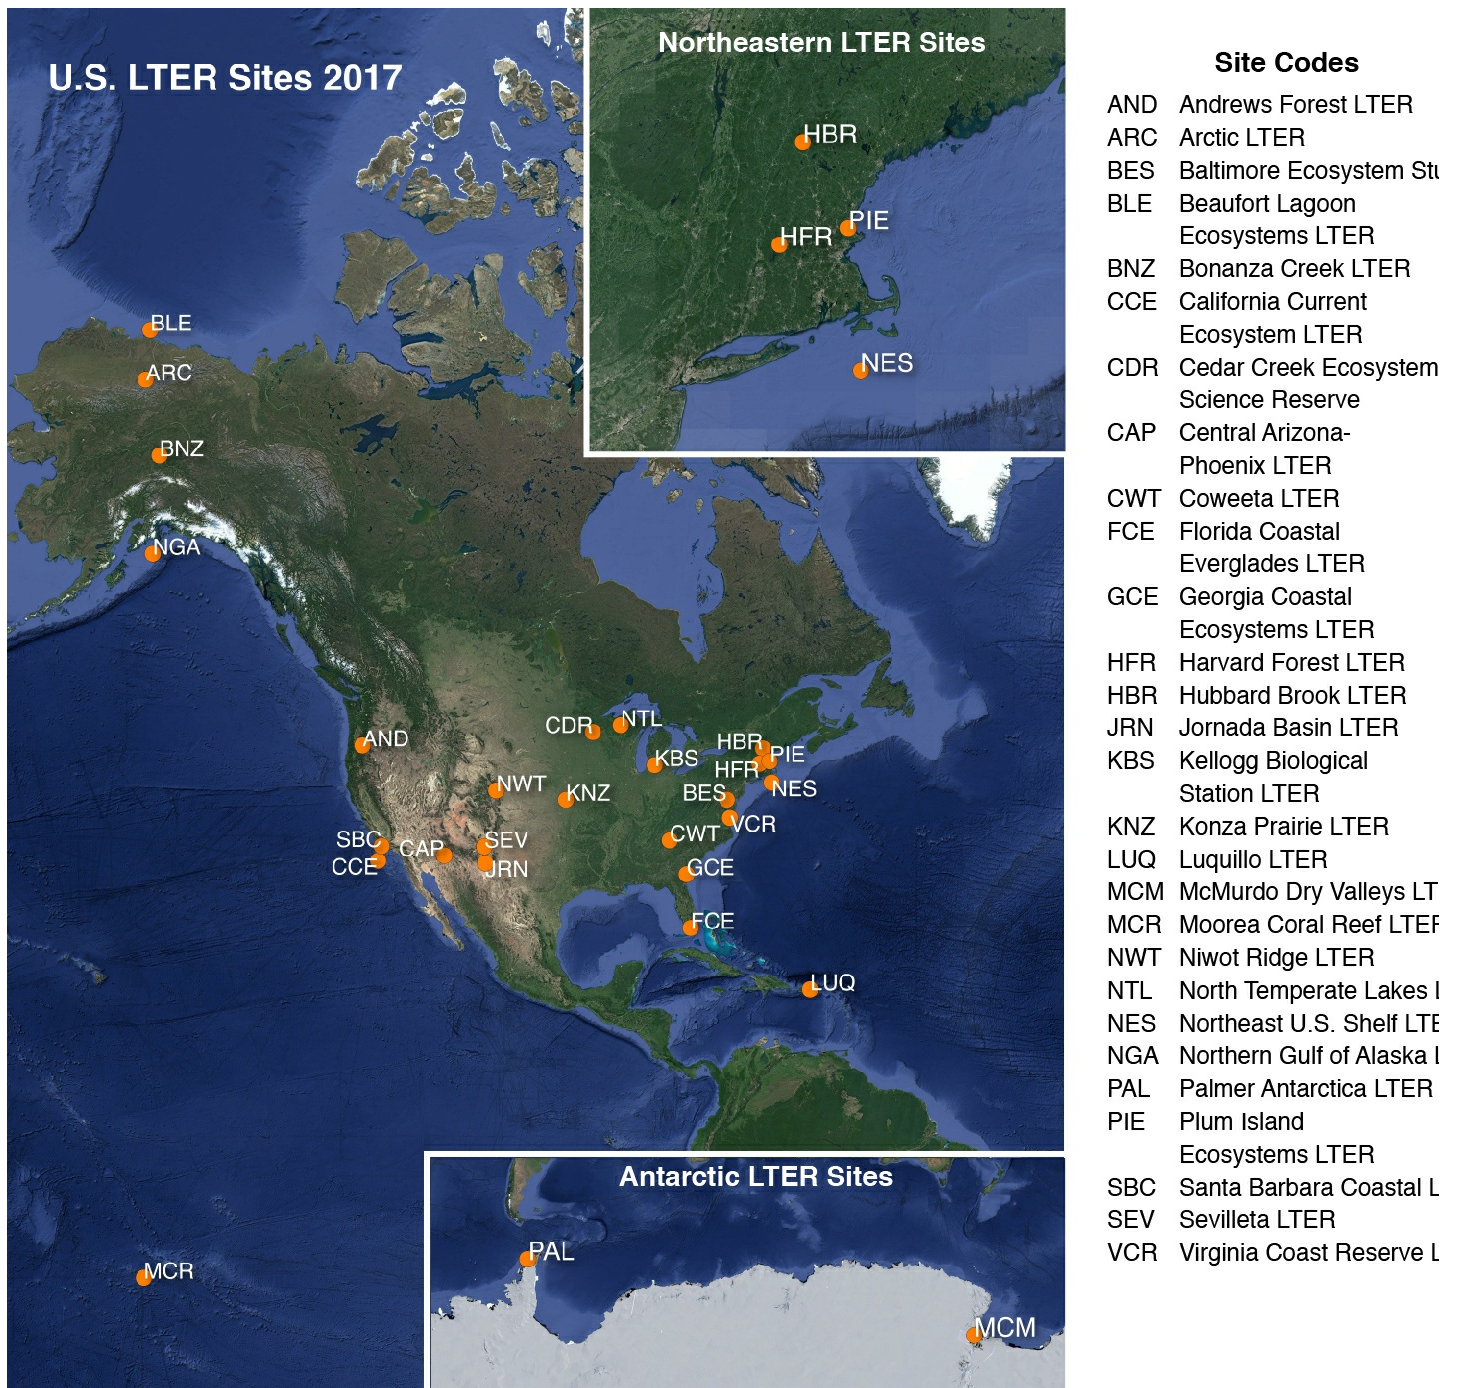 U.S. LTER Sites 2017
BLE
ARC
BNZ
NGA
AND
CDR
NTL
KBS
HBR
PIE
HFR
NES
NWT
KNZ
BES
VCR
SBC
CAP
SEV
CWT
CCE
JRN
GCE
FCE
LUQ
MCR
Northeastern LTER Sites
HBR
PIE
HFR
NES
Antarctic LTER Sites
PAL
MCM
Site Codes
AND Andrews Forest LTER
ARC Arctic LTER
BES Baltimore Ecosystem Stu
BLE Beaufort Lagoon
Ecosystems LTER
BNZ Bonanza Creek LTER
CCE California Current
Ecosystem LTER
CDR Cedar Creek Ecosystem
Science Reserve
CAP Central Arizona-
Phoenix LTER
CWT Coweeta LTER
FCE Florida Coastal
Everglades LTER
GCE Georgia Coastal
Ecosystems LTER
HFR Harvard Forest LTER
HBR Hubbard Brook LTER
JRN Jornada Basin LTER
KBS Kellogg Biological
Station LTER
KNZ Konza Prairie LTER
LUQ Luquillo LTER
MCM McMurdo Dry Valleys LT
MCR Moorea Coral Reef LTER
NWT Niwot Ridge LTER
NTL North Temperate Lakes L
NES Northeast U.S. Shelf LTE
NGA Northern Gulf of Alaska L
PAL Palmer Antarctica LTER
PIE Plum Island
Ecosystems LTER
SBC Santa Barbara Coastal L
SEV Sevilleta LTER
VCR Virginia Coast Reserve L